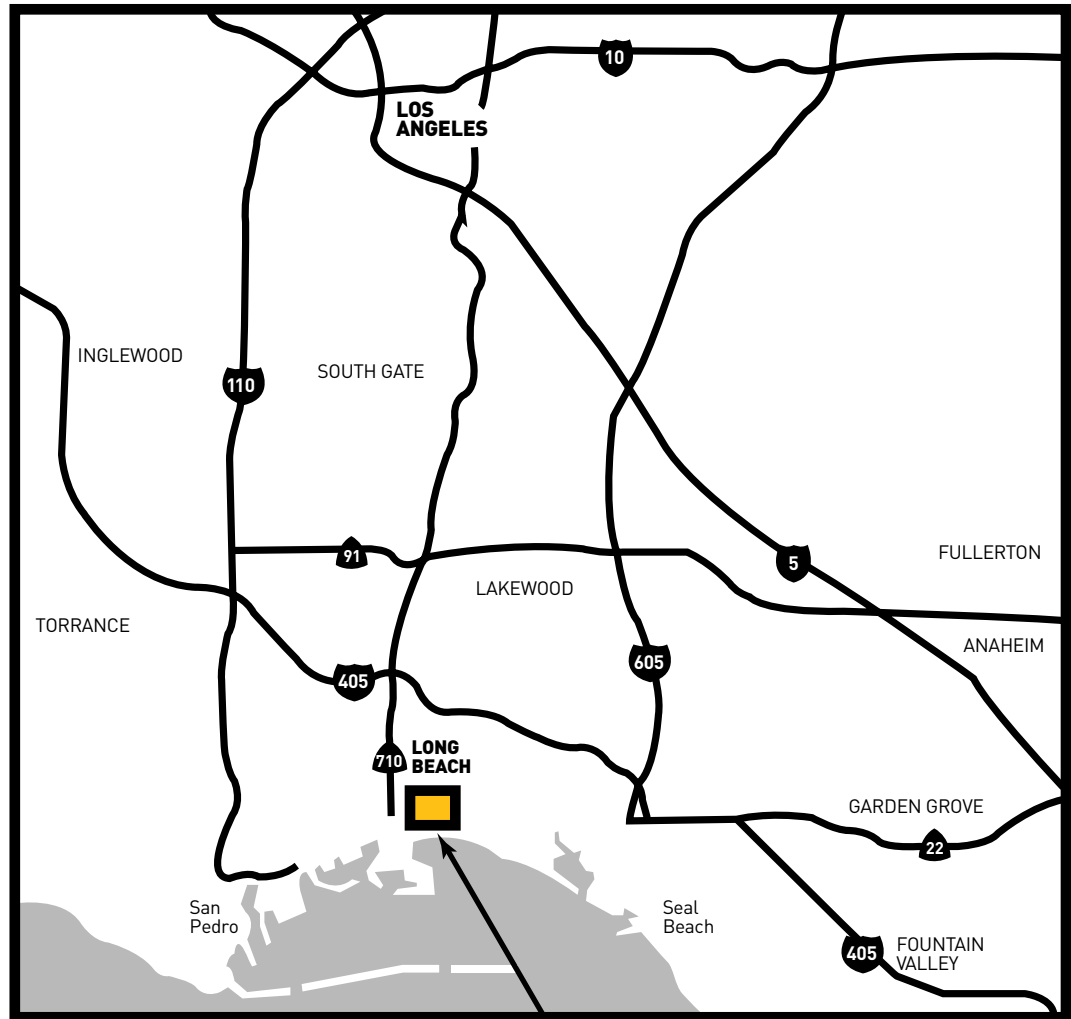 10
LOS
ANGELES
INGLEWOOD
SOUTH GATE
110
91
5
FULLERTON
LAKEWOOD
TORRANCE
ANAHEIM
605
405
710
LONG
BEACH
GARDEN GROVE
22
San
Pedro
Seal
Beach
405
FOUNTAIN
VALLEY